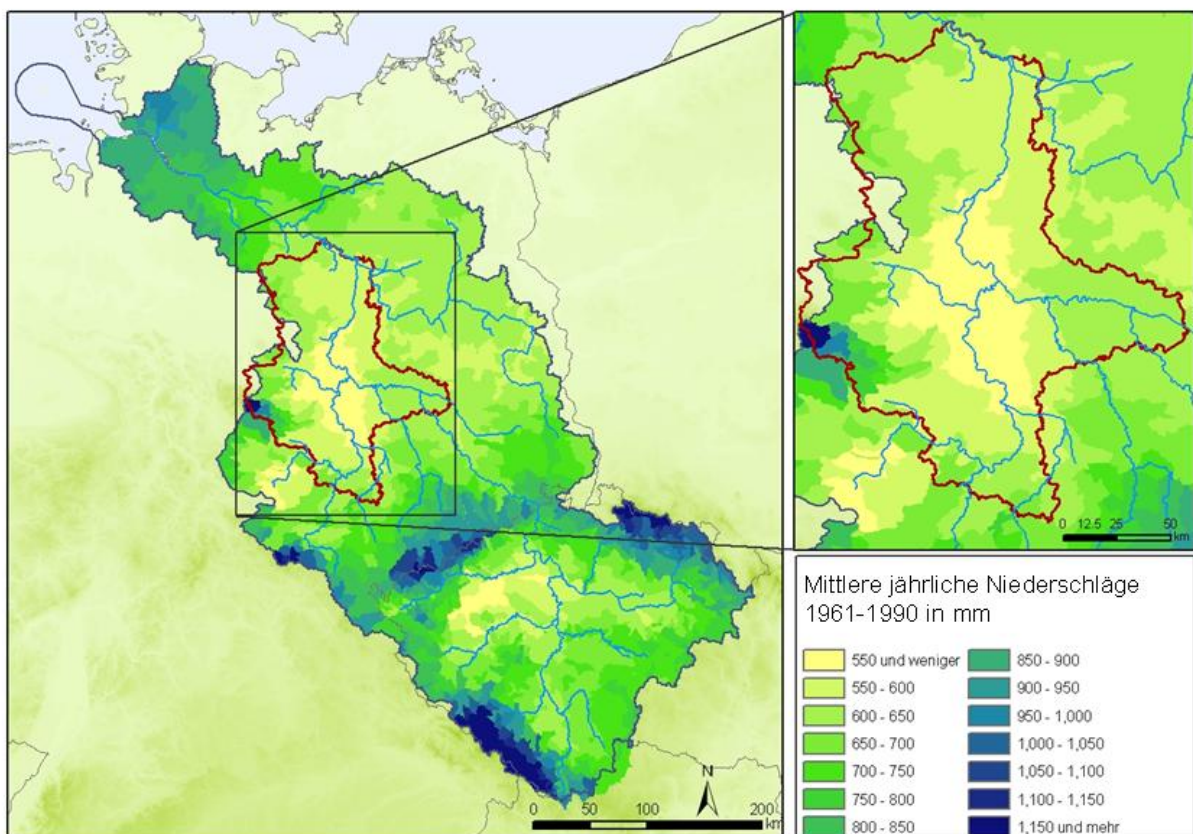 0 12.5 25 50
km
N
0 50 100 200
km
Mittlere jährliche Niederschläge
1961-1990 in mm
550 und weniger
550 - 600
600 - 650
650 - 700
700 - 750
750 - 800
800 - 850
850 - 900
900 - 950
950 - 1,000
1,000 - 1,050
1,050 - 1,100
1,100 - 1,150
1,150 und mehr